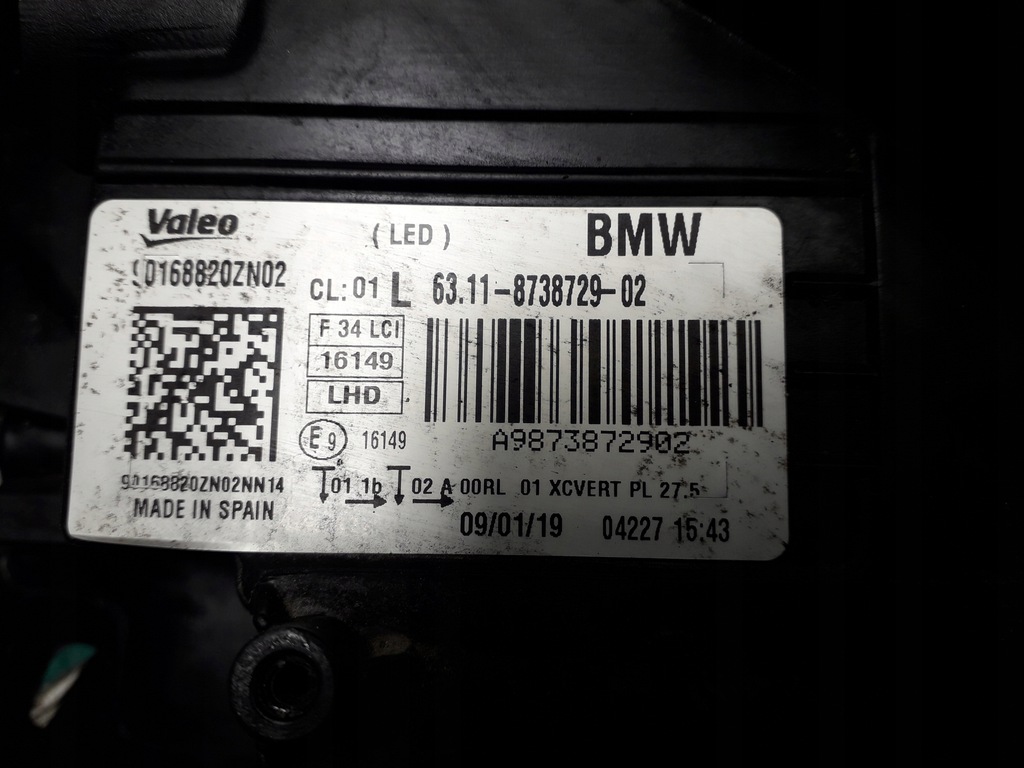 Valeo
(LED)
BMW
90168820ZN02
CL: 01 L 63.11-8738729-02
F 34 LCI
16149
LHD
A9873872902
E9 16149
90168820ZN02NN14
01 1b 02 A 00RL 01 XCVERT PL 27.5
MADE IN SPAIN
09/01/19 04227 15:43